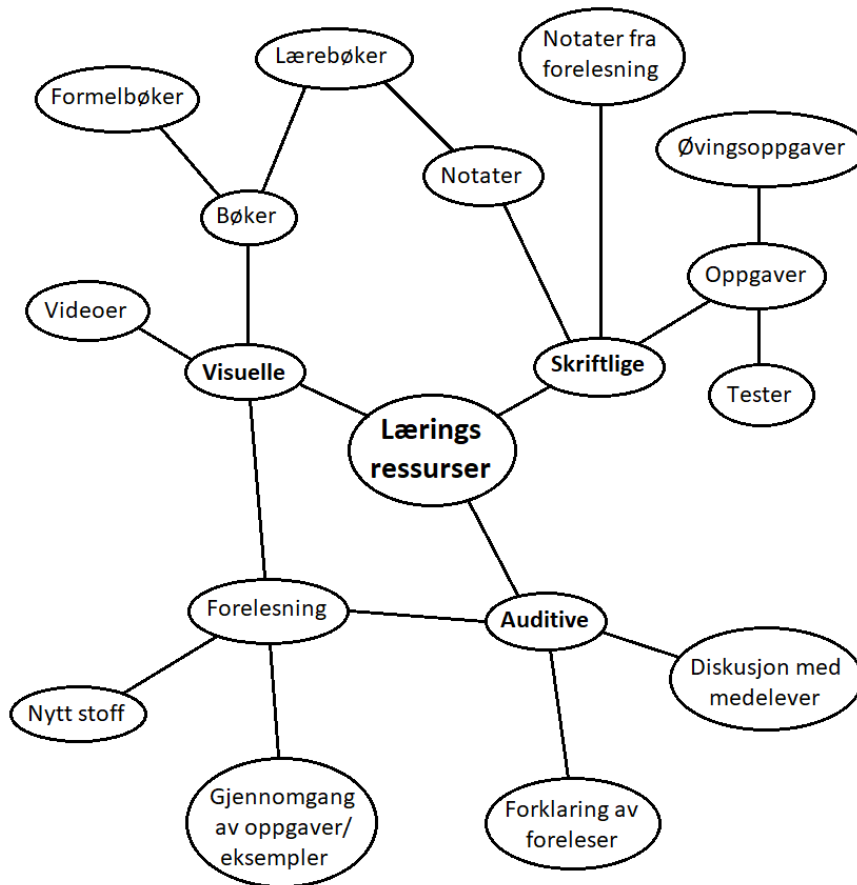 Notater fra
forelesning
Lærebøker
Formelbøker
Øvingsoppgaver
Notater
Bøker
Oppgaver
Videoer
Visuelle
Skriftlige
Tester
Lærings
ressurser
Forelesning
Auditive
Diskusjon med
medelever
Nytt stoff
Gjennomgang
av oppgaver/
eksempler
Forklaring av
foreleser